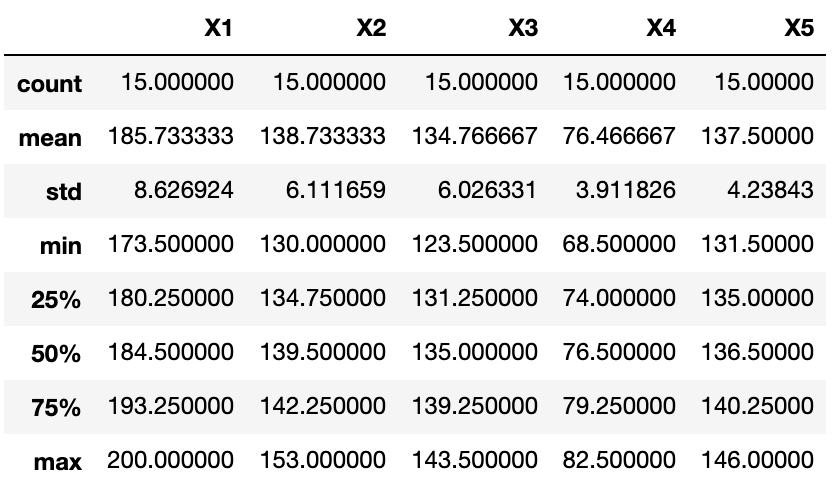 X1 X2 X3 X4 X5
count 15.000000 15.000000 15.000000 15.000000 15.00000
mean 185.733333 138.733333 134.766667 76.466667 137.50000
std 8.626924 6.111659 6.026331 3.911826 4.23843
min 173.500000 130.000000 123.500000 68.500000 131.50000
25% 180.250000 134.750000 131.250000 74.000000 135.00000
50% 184.500000 139.500000 135.000000 76.500000 136.50000
75% 193.250000 142.250000 139.250000 79.250000 140.25000
max 200.000000 153.000000 143.500000 82.500000 146.00000